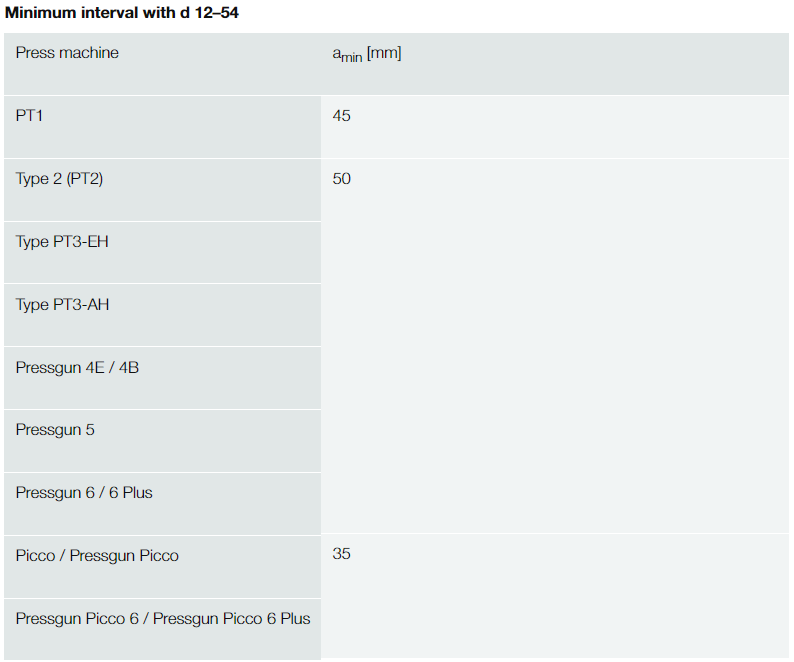 Minimum interval with d 12–54
Press machine
amin [mm]
PT1
45
Type 2 (PT2)
50
Type PT3-EH
Type PT3-AH
Pressgun 4E / 4B
Pressgun 5
Pressgun 6 / 6 Plus
Picco / Pressgun Picco
35
Pressgun Picco 6 / Pressgun Picco 6 Plus